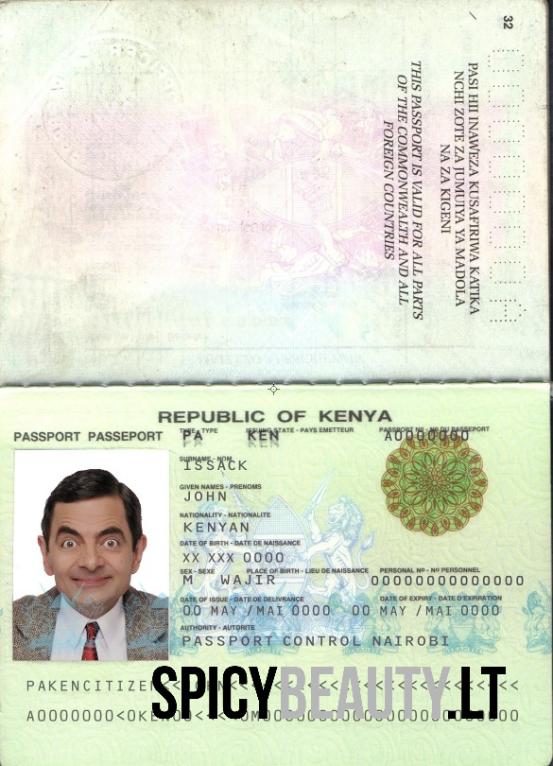 32
PASI HII INAWEZA KUSAFIRIWA KATIKA
NCHI ZOTE ZA JUMUIYA YA MADOLA
NA ZA KIGENI
THIS PASSPORT IS VALID FOR ALL PARTS
OF THE COMMONWEALTH AND ALL
FOREIGN COUNTRIES
REPUBLIC OF KENYA
PASSPORT PASSEPORT
TYPE - TYPE ISSUING STATE - PAYS EMETTEUR PASSPORT Nº - Nº DU PASSEPORT
PA KEN A0000000
SURNAME - NOM
ISSACK
GIVEN NAMES - PRENOMS
JOHN
NATIONALITY - NATIONALITE
KENYAN
DATE OF BIRTH - DATE DE NAISSANCE
XX XXX 0000
SEX - SEXE PLACE OF BIRTH - LIEU DE NAISSANCE PERSONAL Nº - Nº PERSONNEL
M WAJIR 00000000000000
DATE OF ISSUE - DATE DE DELIVRANCE DATE OF EXPIRY - DATE D'EXPIRATION
00 MAY /MAI 0000 00 MAY /MAI 0000
AUTHORITY - AUTORITE
PASSPORT CONTROL NAIROBI
PAKENCITIZEN
SPICYBEAUTY.LT
A0000000<0KE